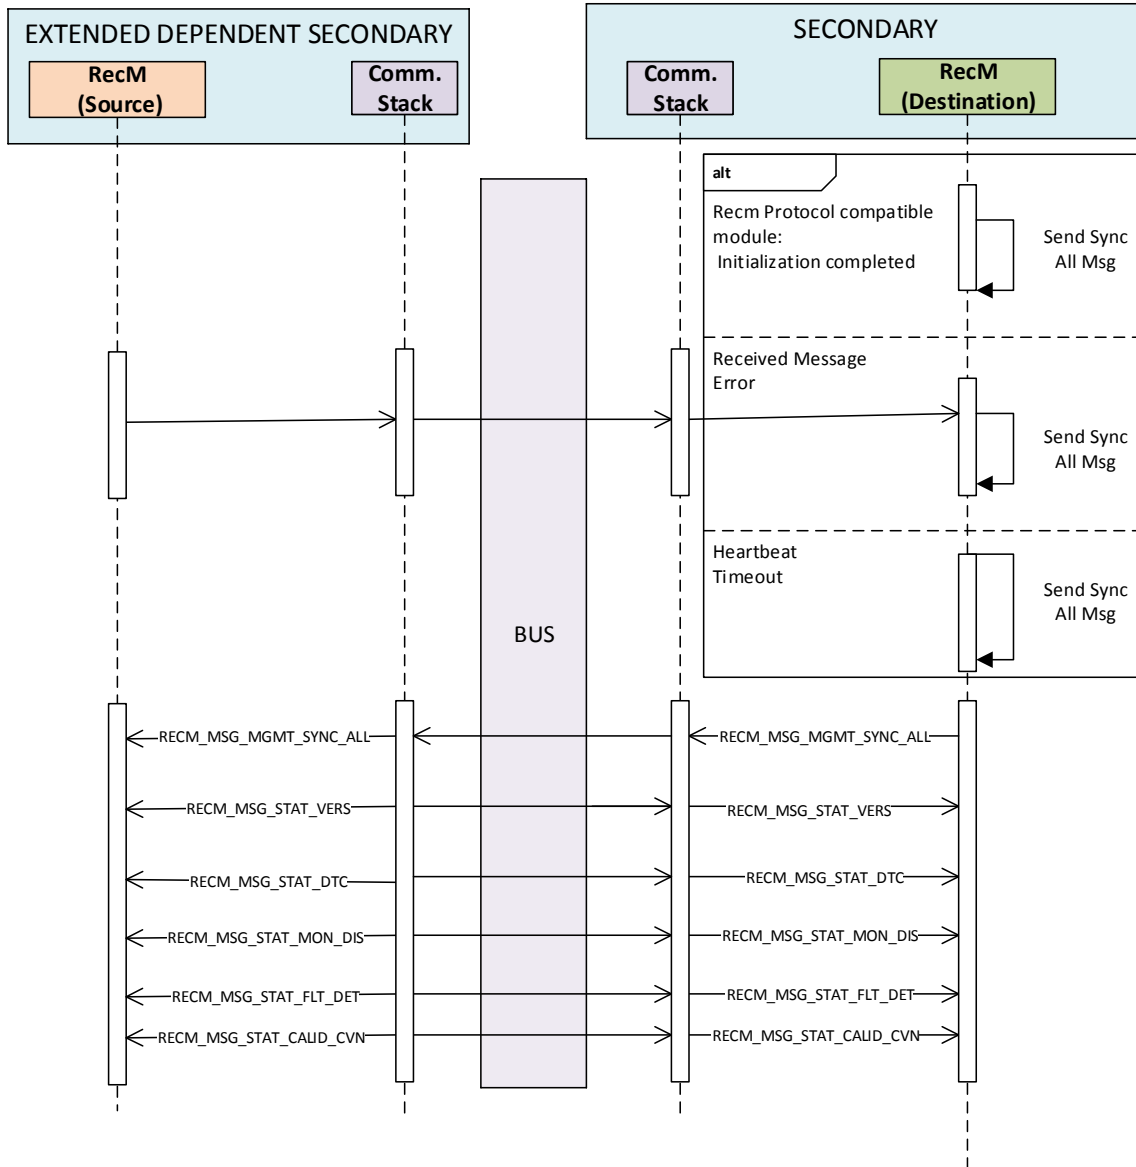 EXTENDED DEPENDENT SECONDARY
RecM
(Source)
Comm.
Stack
SECONDARY
Comm.
Stack
RecM
(Destination)
alt
Recm Protocol compatible
module:
Initialization completed
Send Sync
All Msg
Received Message
Error
Send Sync
All Msg
Heartbeat
Timeout
Send Sync
All Msg
BUS
RECM_MSG_MGMT_SYNC_ALL
RECM_MSG_MGMT_SYNC_ALL
RECM_MSG_STAT_VERS
RECM_MSG_STAT_VERS
RECM_MSG_STAT_DTC
RECM_MSG_STAT_DTC
RECM_MSG_STAT_MON_DIS
RECM_MSG_STAT_MON_DIS
RECM_MSG_STAT_FLT_DET
RECM_MSG_STAT_FLT_DET
RECM_MSG_STAT_CALID_CVN
RECM_MSG_STAT_CALID_CVN